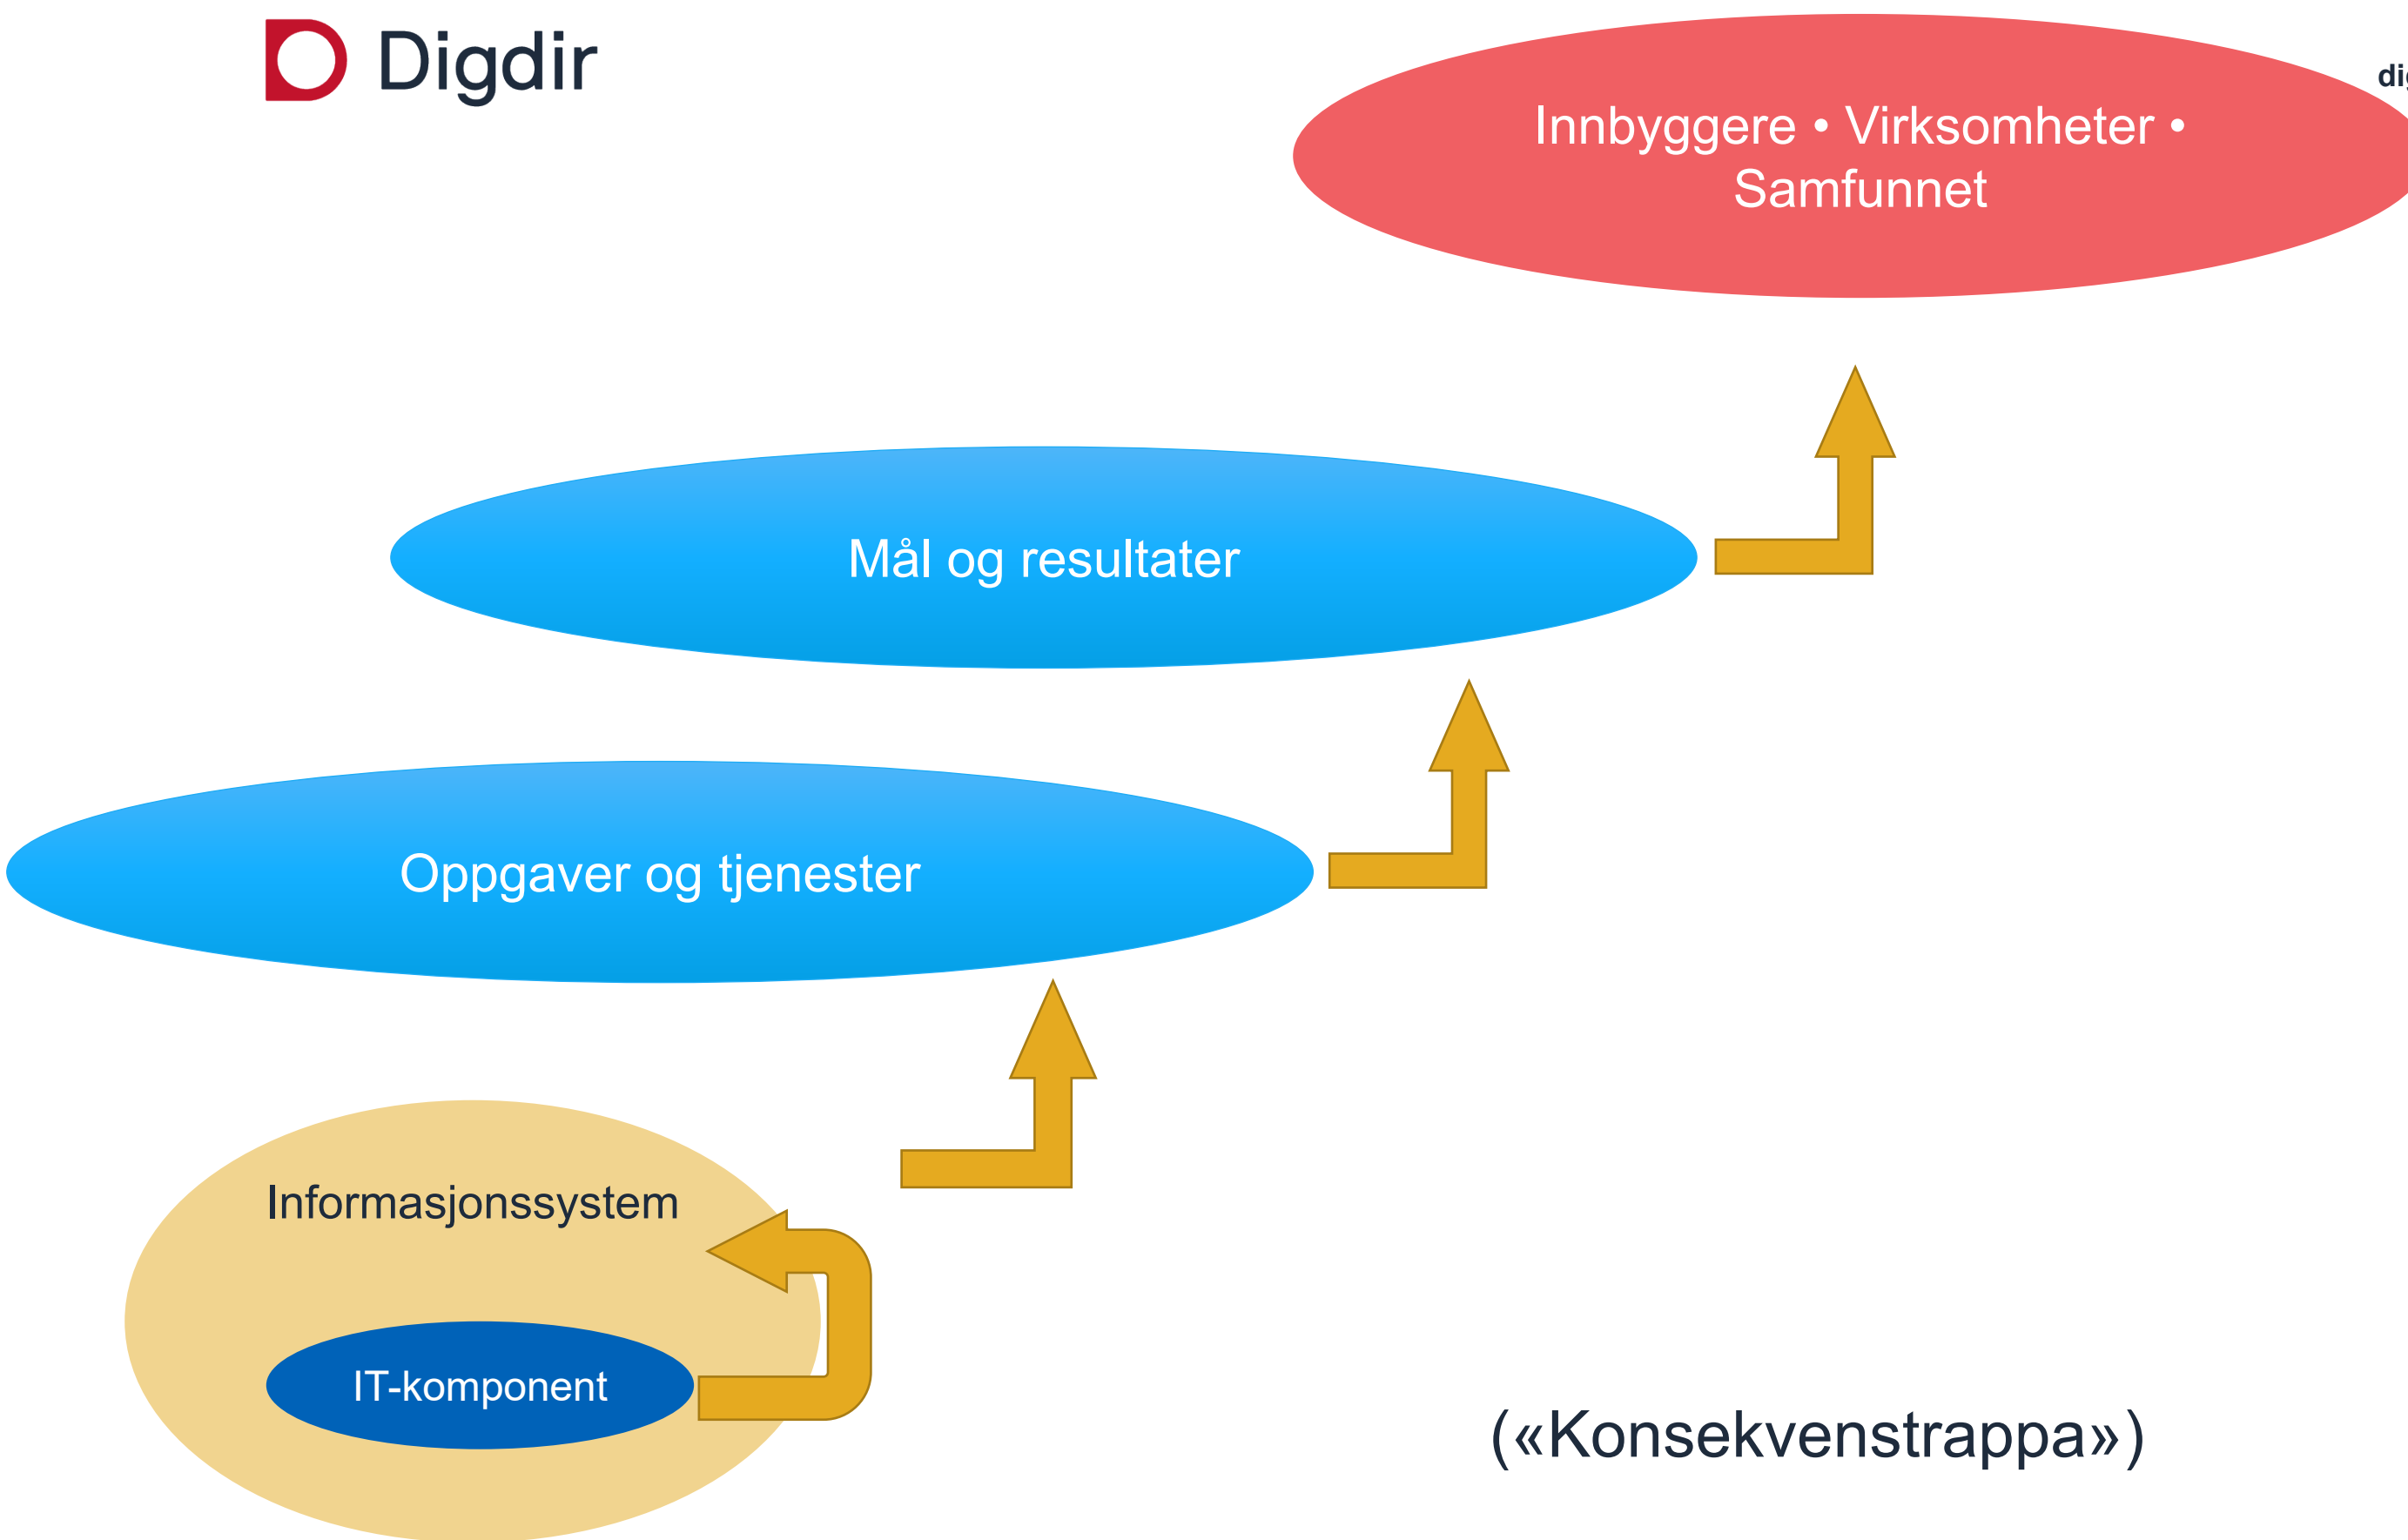 Digdir
Innbyggere • Virksomheter •
Samfunnet
Mål og resultater
Oppgaver og tjenester
Informasjonssystem
IT-komponent
(«Konsekvenstrappa»)